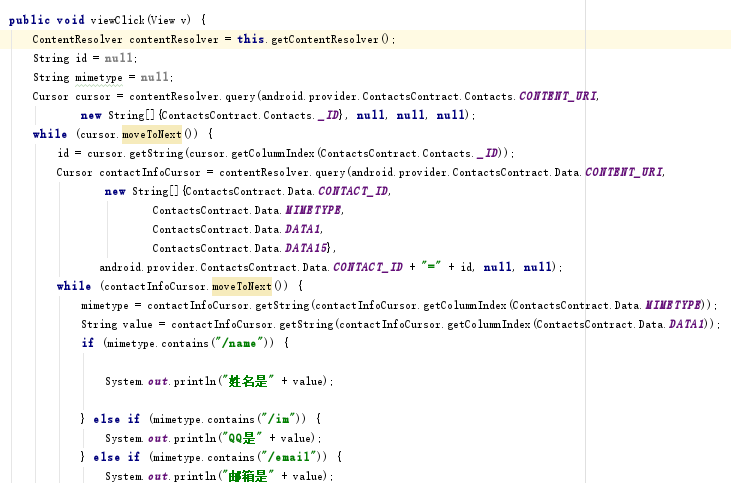 public void viewClick(View v) {
ContentResolver contentResolver = this.getContentResolver();
String id = null;
String mimetype = null;
Cursor cursor = contentResolver.query(android.provider.ContactsContract.Contacts.CONTENT_URI,
new String[]{ContactsContract.Contacts._ID}, null, null, null);
while (cursor.moveToNext()) {
id = cursor.getString(cursor.getColumnIndex(ContactsContract.Contacts._ID));
Cursor contactInfoCursor = contentResolver.query(android.provider.ContactsContract.Data.CONTENT_URI,
new String[]{ContactsContract.Data.CONTACT_ID,
ContactsContract.Data.MIMETYPE,
ContactsContract.Data.DATA1,
ContactsContract.Data.DATA15},
android.provider.ContactsContract.Data.CONTACT_ID + "=" + id, null, null);
while (contactInfoCursor.moveToNext()) {
mimetype = contactInfoCursor.getString(contactInfoCursor.getColumnIndex(ContactsContract.Data.MIMETYPE));
String value = contactInfoCursor.getString(contactInfoCursor.getColumnIndex(ContactsContract.Data.DATA1));
if (mimetype.contains("/name")) {
System.out.println("姓名是" + value);
} else if (mimetype.contains("/im")) {
System.out.println("QQ是" + value);
} else if (mimetype.contains("/email")) {
System.out.println("邮箱是" + value);